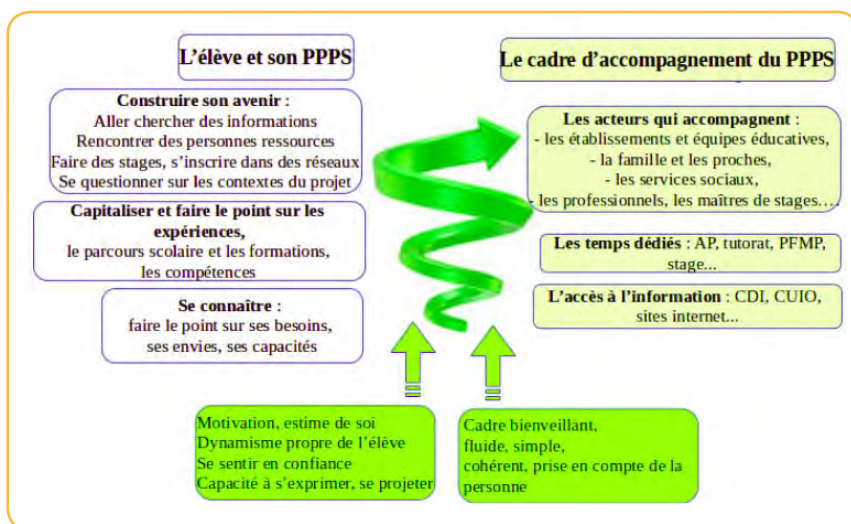 L’élève et son PPPS
Construire son avenir :
Aller chercher des informations
Rencontrer des personnes ressources
Faire des stages, s’inscrire dans des réseaux
Se questionner sur les contextes du projet
Capitaliser et faire le point sur les
expériences,
le parcours scolaire et les formations,
les compétences
Se connaître :
faire le point sur ses besoins,
ses envies, ses capacités
Le cadre d’accompagnement du PPPS
Les acteurs qui accompagnent :
- les établissements et équipes éducatives,
- la famille et les proches,
- les services sociaux,
- les professionnels, les maîtres de stages….
Les temps dédiés : AP, tutorat, PFMP,
stage...
L’accès à l’information : CDI, CUIO,
sites internet...
Motivation, estime de soi
Dynamisme propre de l’élève
Se sentir en confiance
Capacité à s’exprimer, se projeter
Cadre bienveillant,
fluide, simple,
cohérent, prise en compte de la
personne